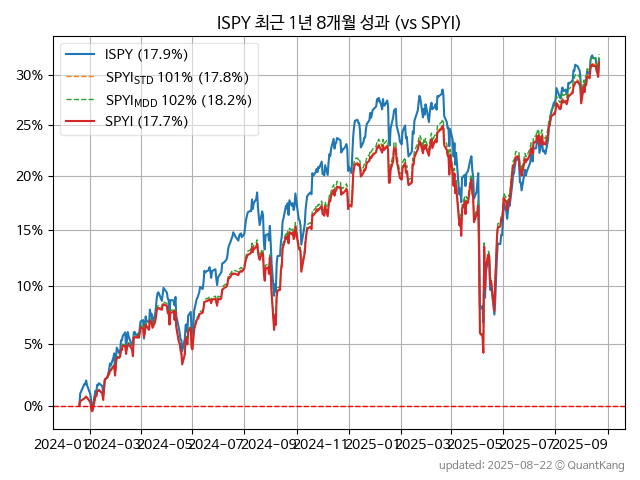 ISPY 최근 1년 8개월 성과 (vs SPYI)
ISPY (17.9%)
SPYI_STD 101% (17.8%)
SPYI_MDD 102% (18.2%)
SPYI (17.7%)
30%
25%
20%
15%
10%
5%
0%
2024-01 2024-03 2024-05 2024-07 2024-09 2024-11 2025-01 2025-03 2025-05 2025-07 2025-09
updated: 2025-08-22 © QuantKang